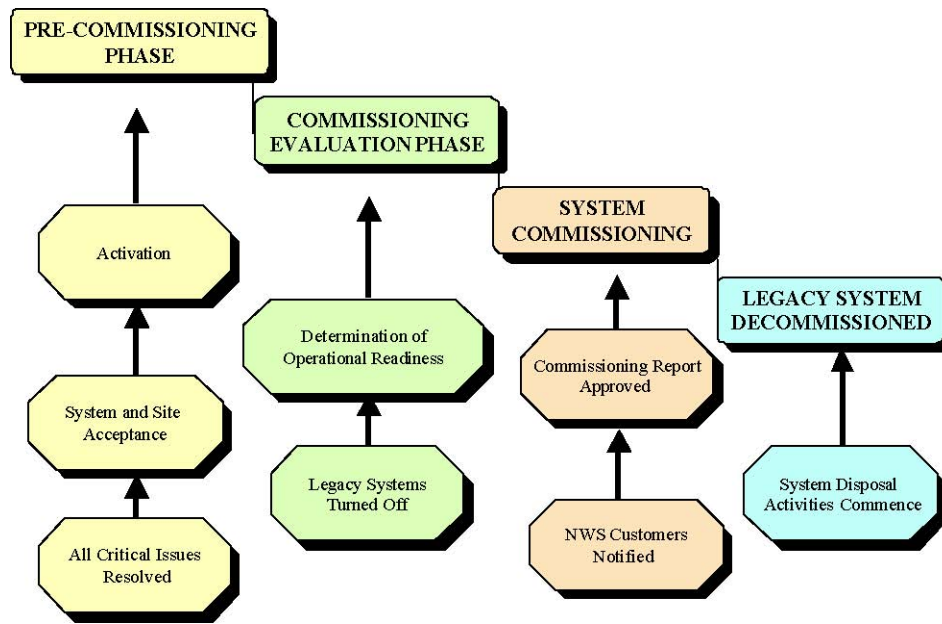 PRE-COMMISSIONING
PHASE
COMMISSIONING
EVALUATION PHASE
SYSTEM
COMMISSIONING
LEGACY SYSTEM
DECOMMISSIONED
Activation
Determination of
Operational Readiness
Commissioning Report
Approved
System and Site
Acceptance
Legacy Systems
Turned Off
System Disposal
Activities Commence
NWS Customers
Notified
All Critical Issues
Resolved